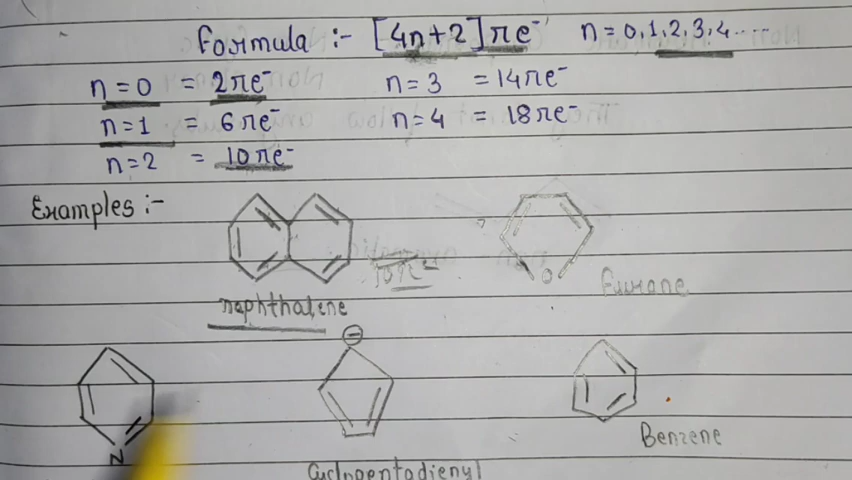 Formula :- [4n+2]πe⁻ n = 0,1,2,3,4....
n = 0 = 2πe⁻ n = 3 = 14πe⁻
n = 1 = 6πe⁻ n = 4 = 18πe⁻
n = 2 = 10πe⁻
Examples :-
O
10πe⁻ Furane
naphthalene
⊖
N
Benzene
Cyclopentadienyl